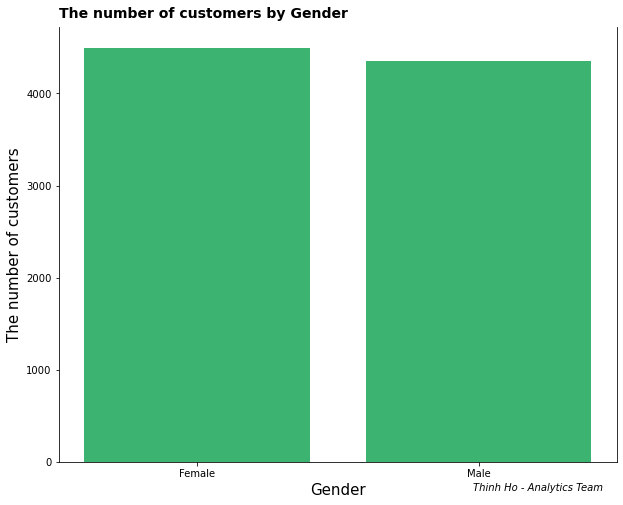 The number of customers by Gender
The number of customers
4000
3000
2000
1000
0
Female
Male
Gender
Thinh Ho - Analytics Team